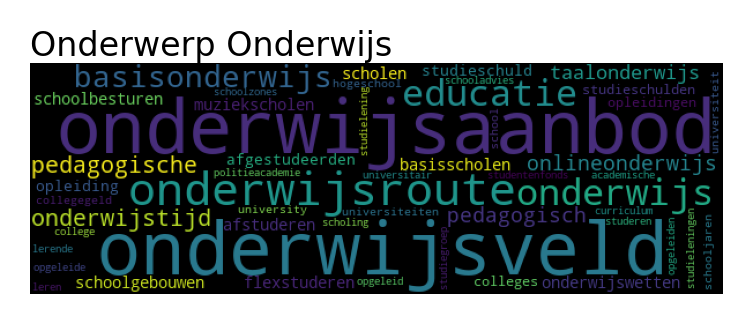 Onderwerp Onderwijs
basisonderwijs
scholen
studieschuld
schooladvies
taalonderwijs
schoolzones
hogeschool
educatie
studieschulden
schoolbesturen
muziekscholen
studielening
opleidingen
universiteit
onderwijsaanbod
school
pedagogische
afgestudeerden
basisscholen
onlineonderwijs
politieacademie
universitair
studentenfonds
academische
opleiding
onderwijsroute
onderwijs
collegegeld
onderwijstijd
university
universiteiten
pedagogisch
curriculum
studeren
afstuderen
scholing
college
studiegroep
opgeleiden
studieleningen
schooljaren
lerende
onderwijsveld
opgeleide
leren
schoolgebouwen
flexstuderen
opgeleid
colleges
onderwijswetten